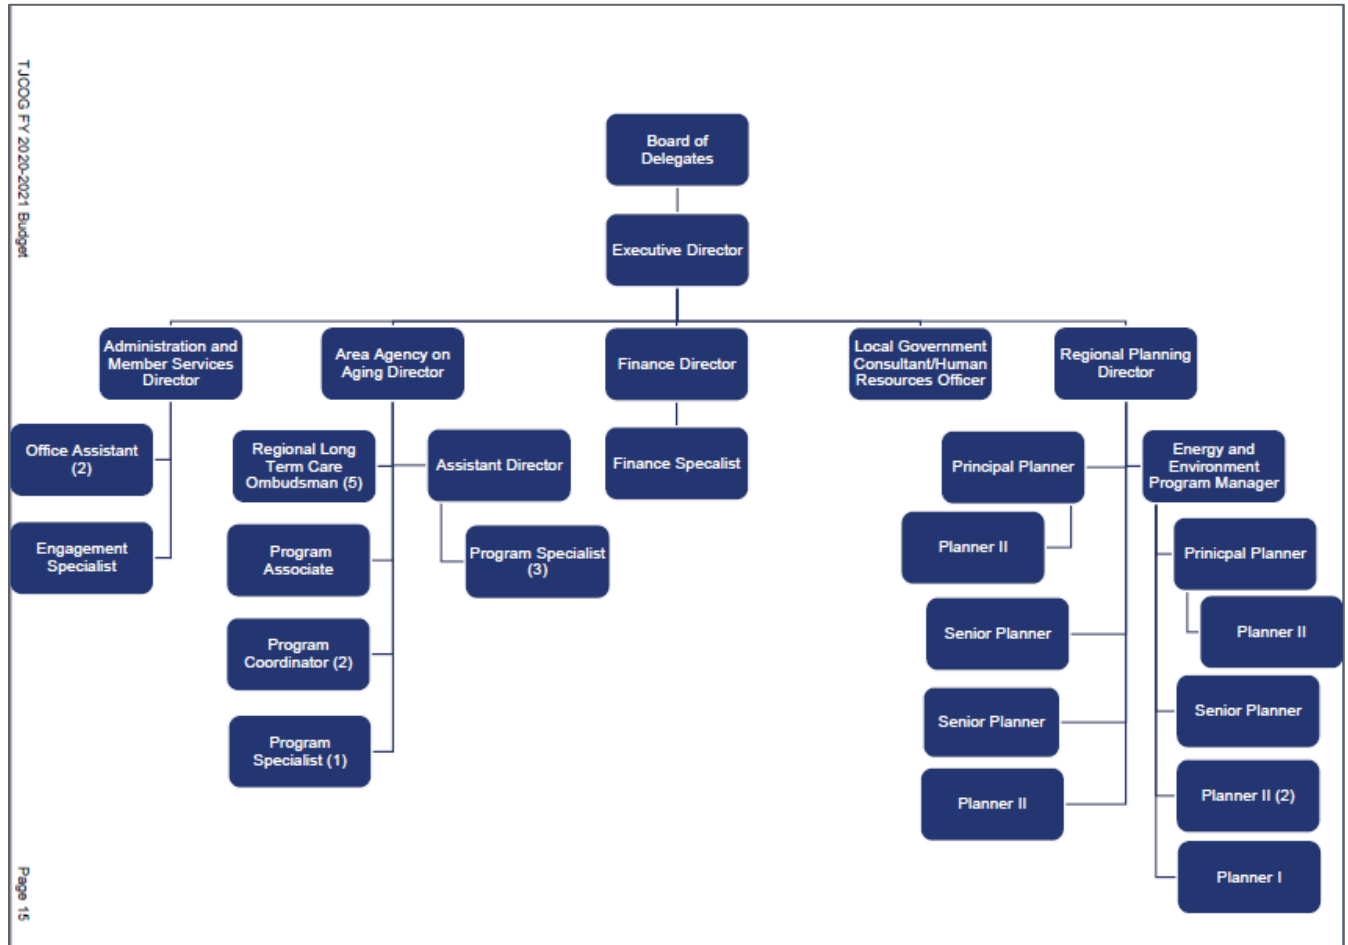 TJCOG FY 2020-2021 Budget
Board of
Delegates
Executive Director
Administration and
Member Services
Director
Area Agency on
Aging Director
Finance Director
Local Government
Consultant/Human
Resources Officer
Regional Planning
Director
Office Assistant
(2)
Engagement
Specialist
Regional Long
Term Care
Ombudsman (5)
Assistant Director
Program Specialist
(3)
Program
Associate
Program
Coordinator (2)
Program
Specialist (1)
Finance Specalist
Principal Planner
Planner II
Senior Planner
Senior Planner
Planner II
Energy and
Environment
Program Manager
Prinicpal Planner
Planner II
Senior Planner
Planner II (2)
Planner I
Page 15